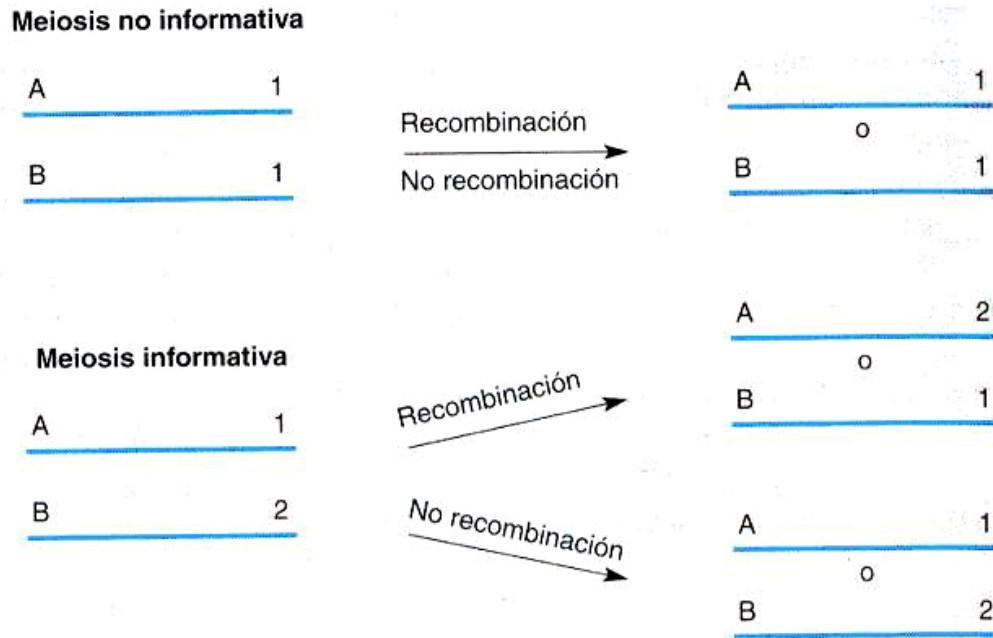 Meiosis no informativa
A 1
B 1
Recombinación
No recombinación
A 1
o
B 1
Meiosis informativa
A 1
B 2
Recombinación
No recombinación
A 2
o
B 1
A 1
o
B 2